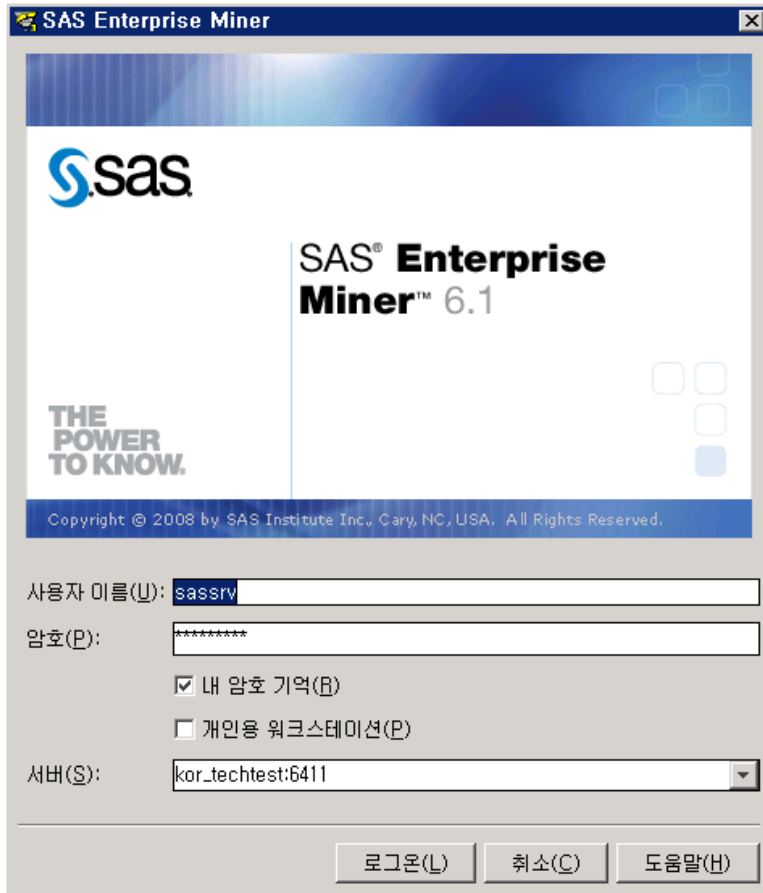 SAS Enterprise Miner
sas
SAS® Enterprise
Miner™ 6.1
THE
POWER
TO KNOW.
Copyright © 2008 by SAS Institute Inc., Cary, NC, USA. All Rights Reserved.
사용자 이름(U): sassrv
암호(P): *********
내 암호 기억(R)
개인용 워크스테이션(P)
서버(S): kor_techtest:6411
로그온(L) 취소(C) 도움말(H)